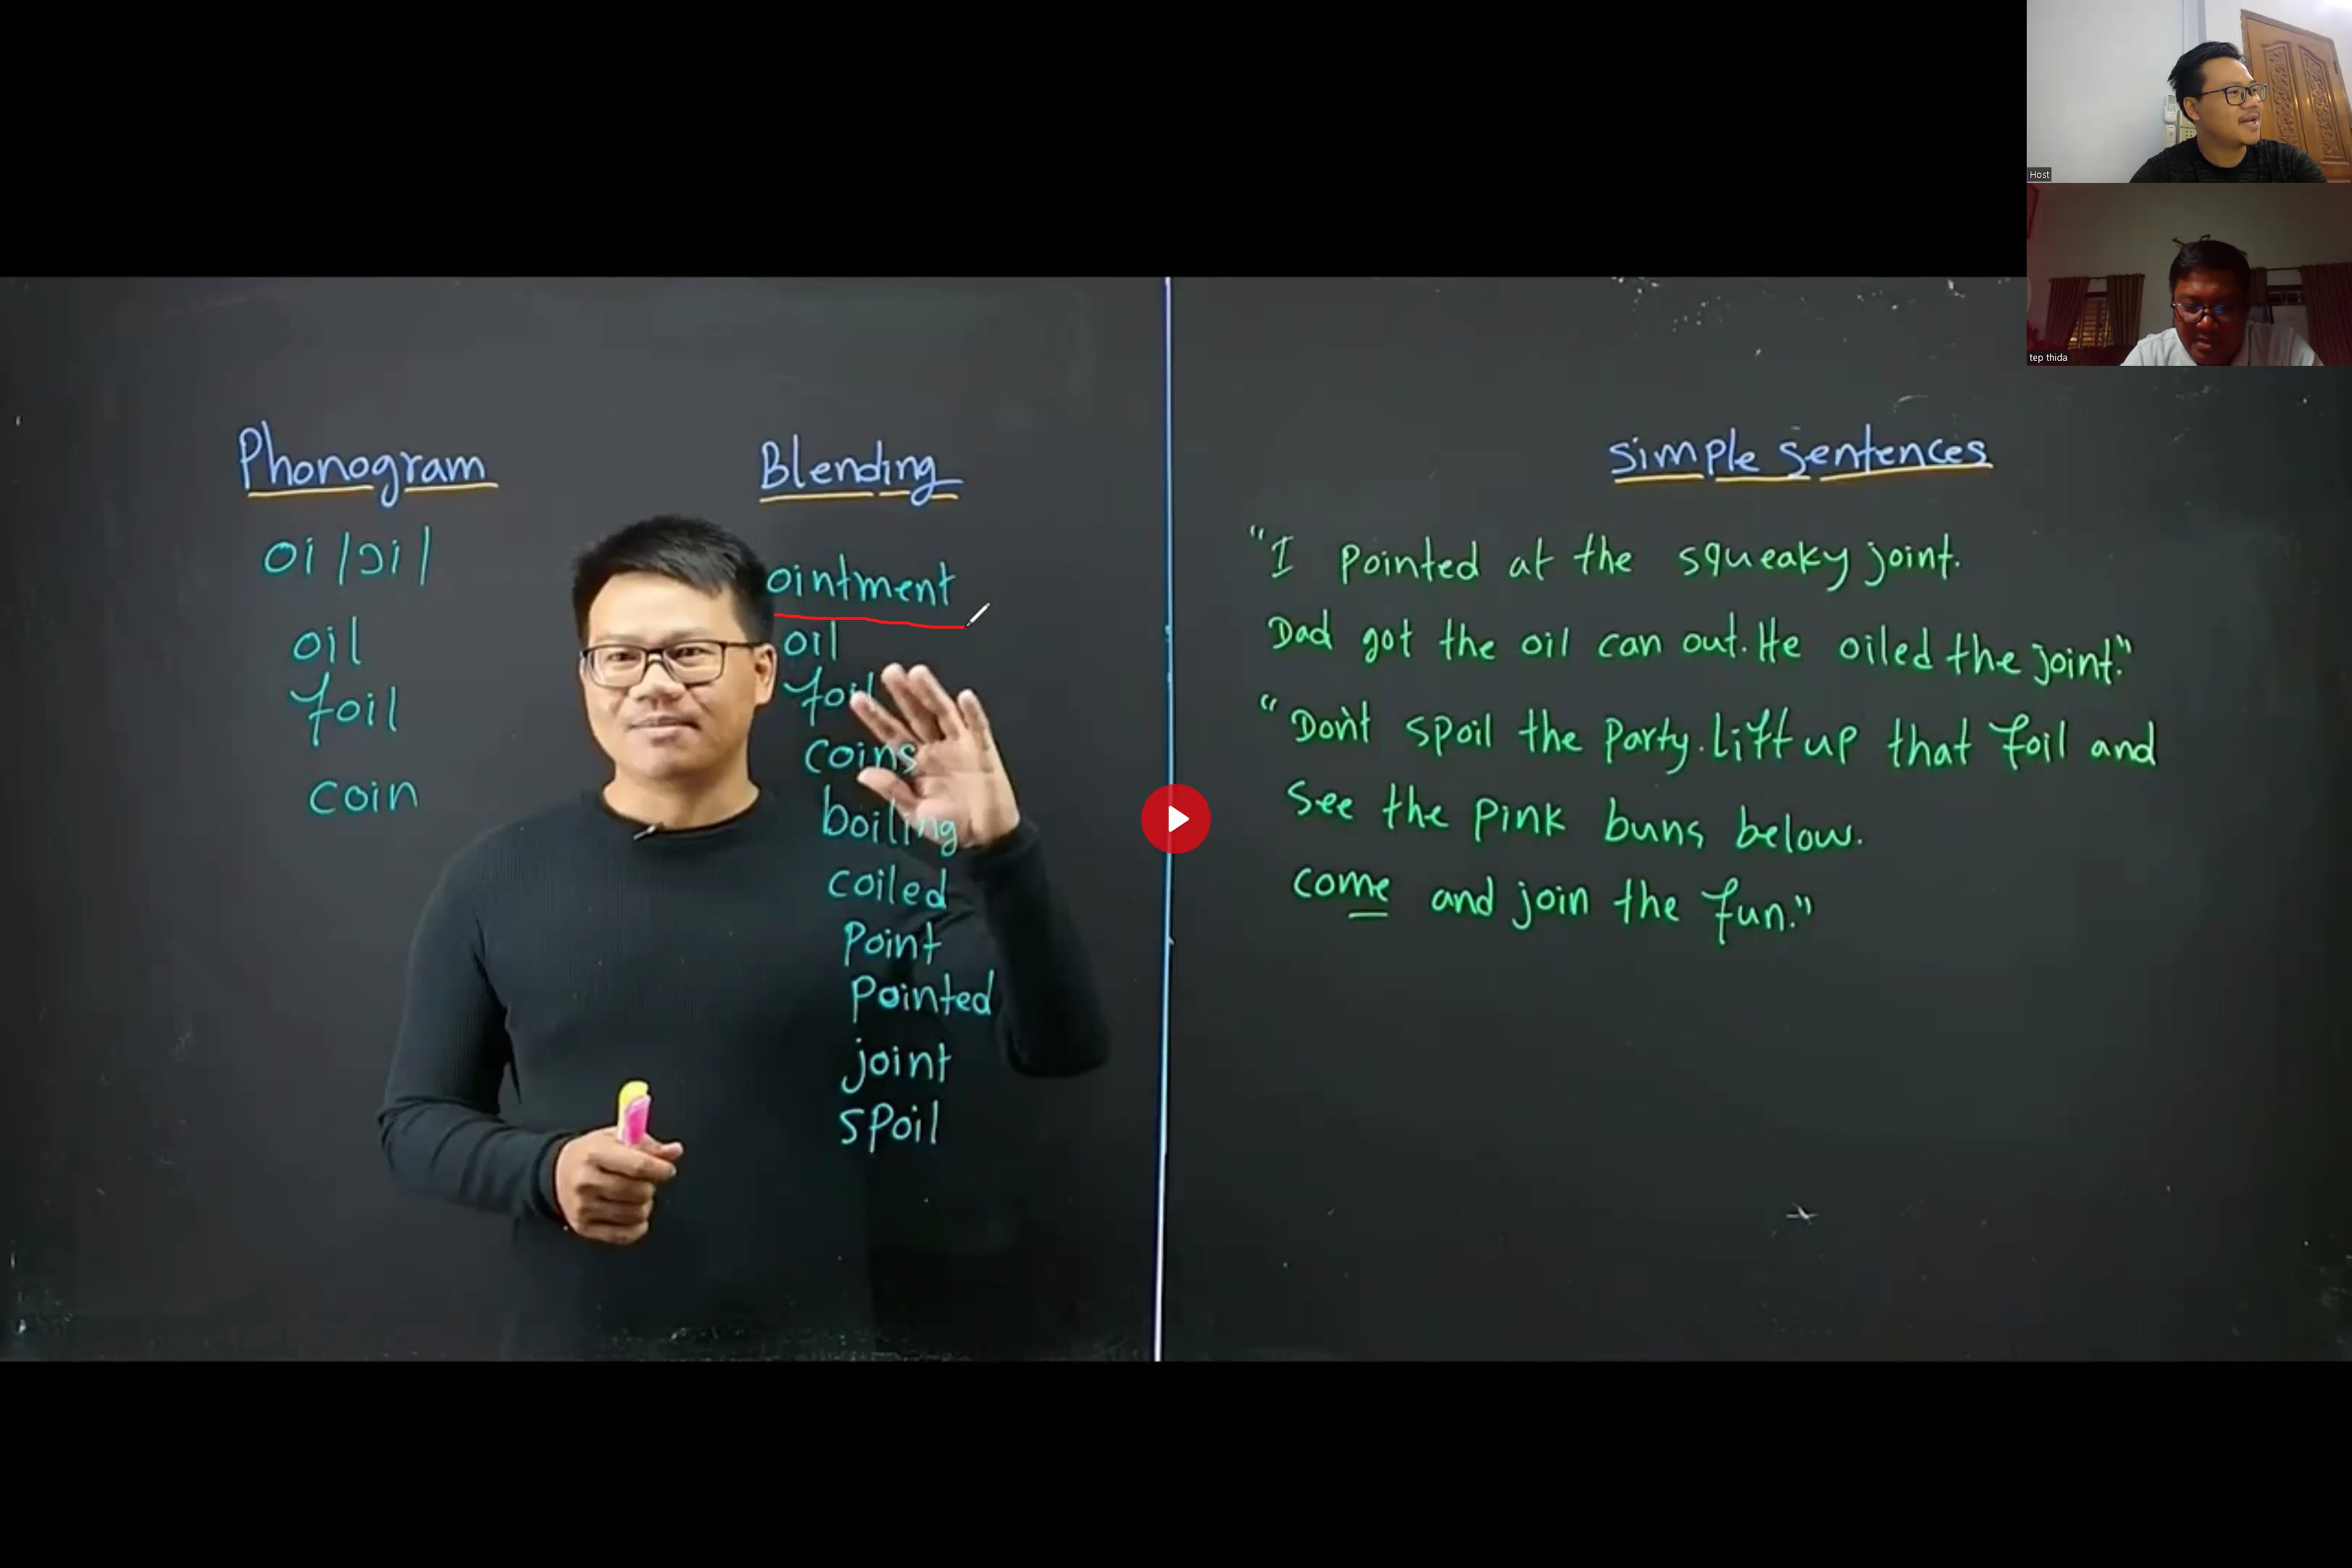 Host
tep thida
Phonogram
oi /ɔi/
oil
foil
coin
Blending
ointment
oil
foil
coins
boiling
coiled
point
pointed
joint
spoil
simple sentences
"I pointed at the squeaky joint.
Dad got the oil can out. He oiled the joint."
"Don't spoil the party. Lift up that foil and
see the pink buns below.
come and join the fun."